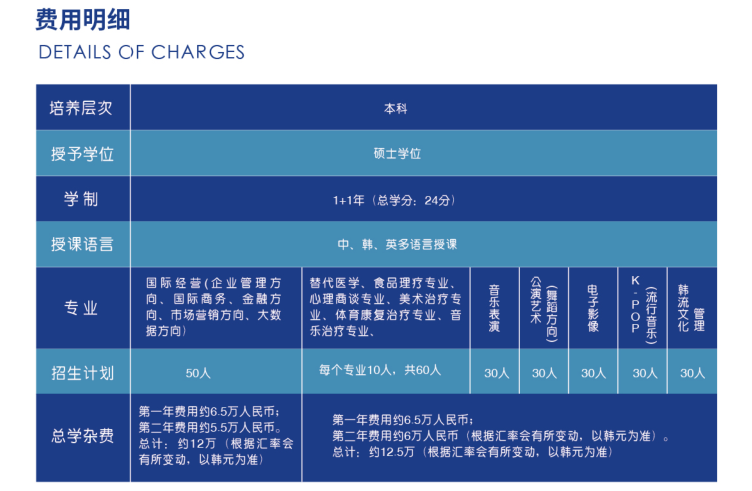 费用明细
DETAILS OF CHARGES
培养层次
本科
授予学位
硕士学位
学制
1+1年（总学分：24分）
授课语言
中、韩、英多语言授课
专业
国际经营(企业管理方
向、国际商务、金融方
向、市场营销方向、大数
据方向)
替代医学、食品理疗专业、
心理商谈专业、美术治疗专
业、体育康复治疗专业、音
乐治疗专业、
音乐表演
公演艺术
(舞蹈方向)
电子影像
K-POP
(流行音乐)
韩流文化
管理
招生计划
50人
每个专业10人，共60人
30人
30人
30人
30人
30人
总学杂费
第一年费用约6.5万人民币；
第二年费用约5.5万人民币。
总计：约12万（根据汇率会
有所变动，以韩元为准）
第一年费用约6.5万人民币；
第二年费用约6万人民币（根据汇率会有所变动，以韩元为准）。
总计：约12.5万（根据汇率会有所变动，以韩元为准）